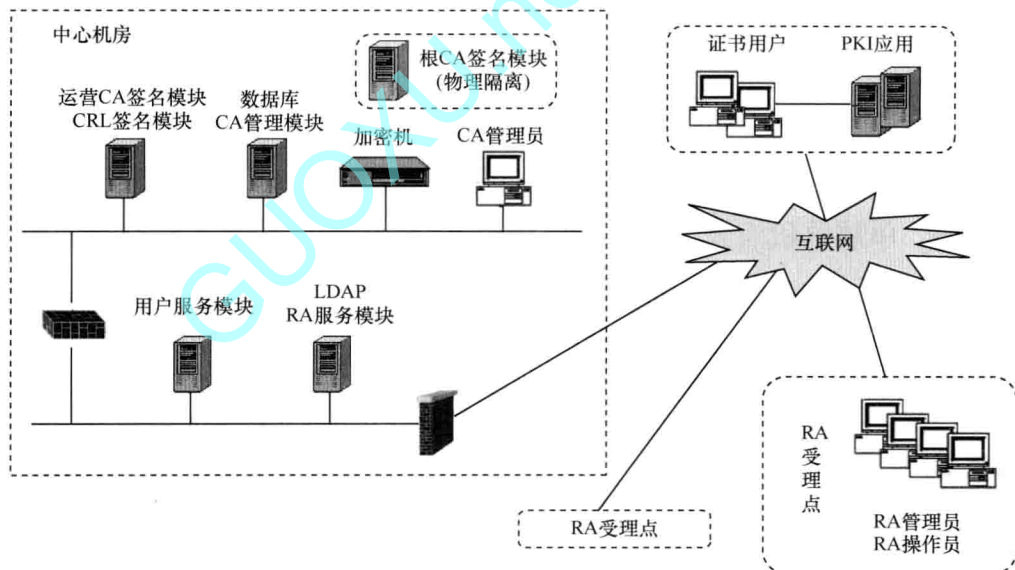 中心机房
根CA签名模块
(物理隔离)
运营CA签名模块
CRL签名模块
数据库
CA管理模块
加密机
CA管理员
用户服务模块
LDAP
RA服务模块
证书用户
PKI应用
互联网
RA受理点
RA
受
理
点
RA管理员
RA操作员
GUOXU.ne